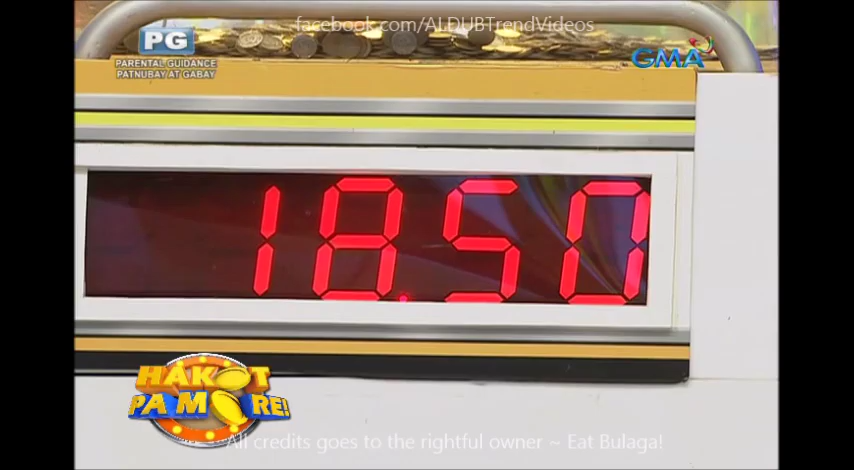 facebook.com/ALDUBTrendVideos
PG
PARENTAL GUIDANCE
PATNUBAY AT GABAY
GMA
18.50
HAKOT
PA MORE!
All credits goes to the rightful owner ~ Eat Bulaga!